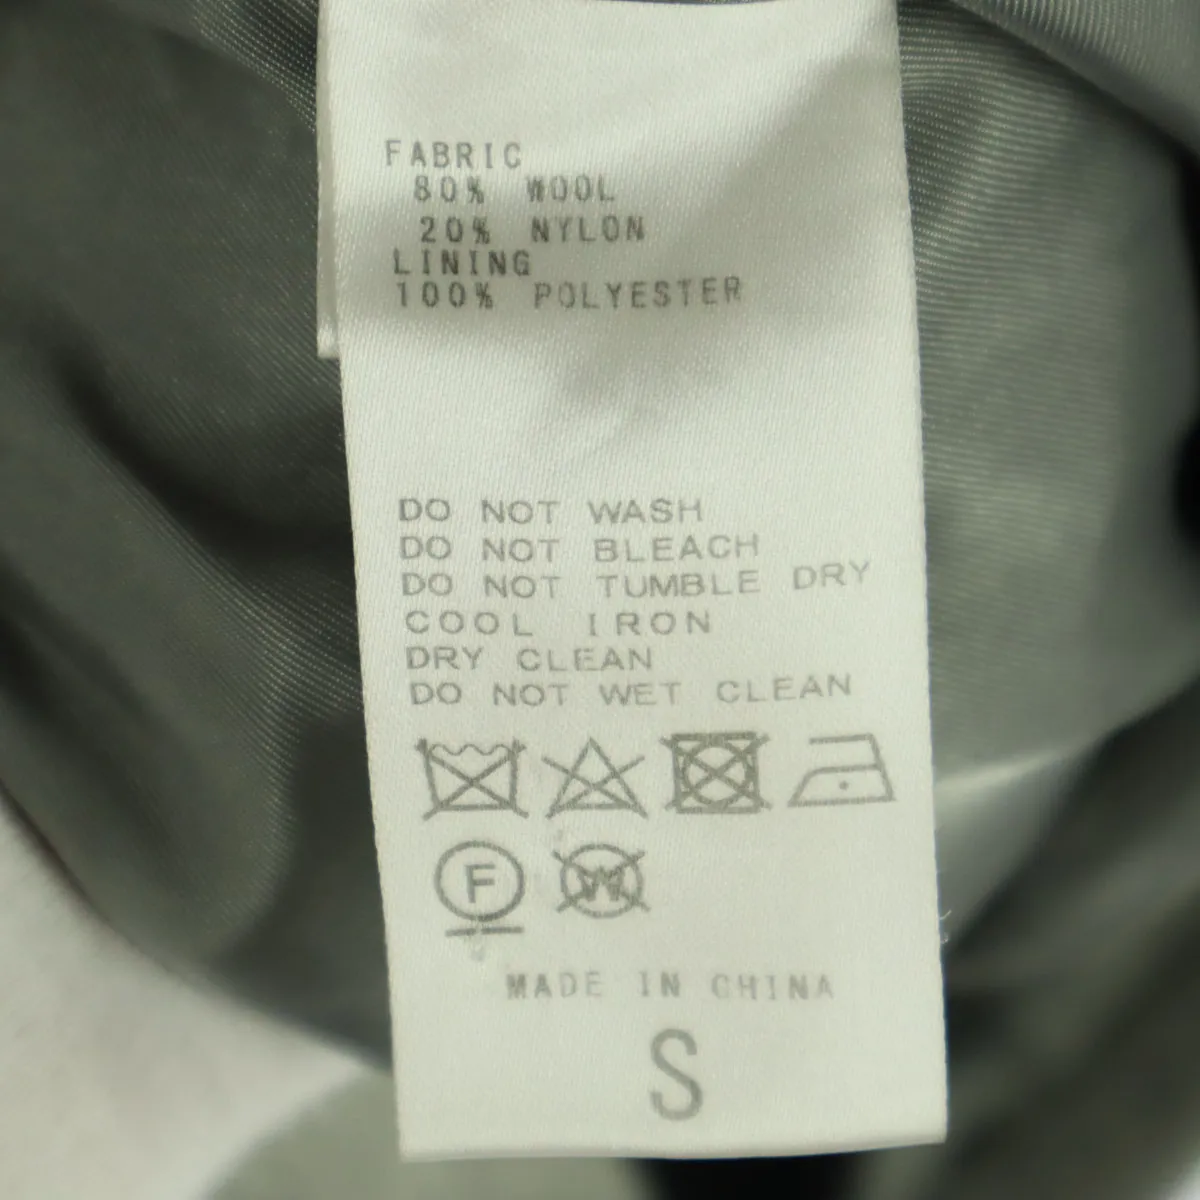 FABRIC
80% WOOL
20% NYLON
LINING
100% POLYESTER
DO NOT WASH
DO NOT BLEACH
DO NOT TUMBLE DRY
COOL IRON
DRY CLEAN
DO NOT WET CLEAN
F W
MADE IN CHINA
S